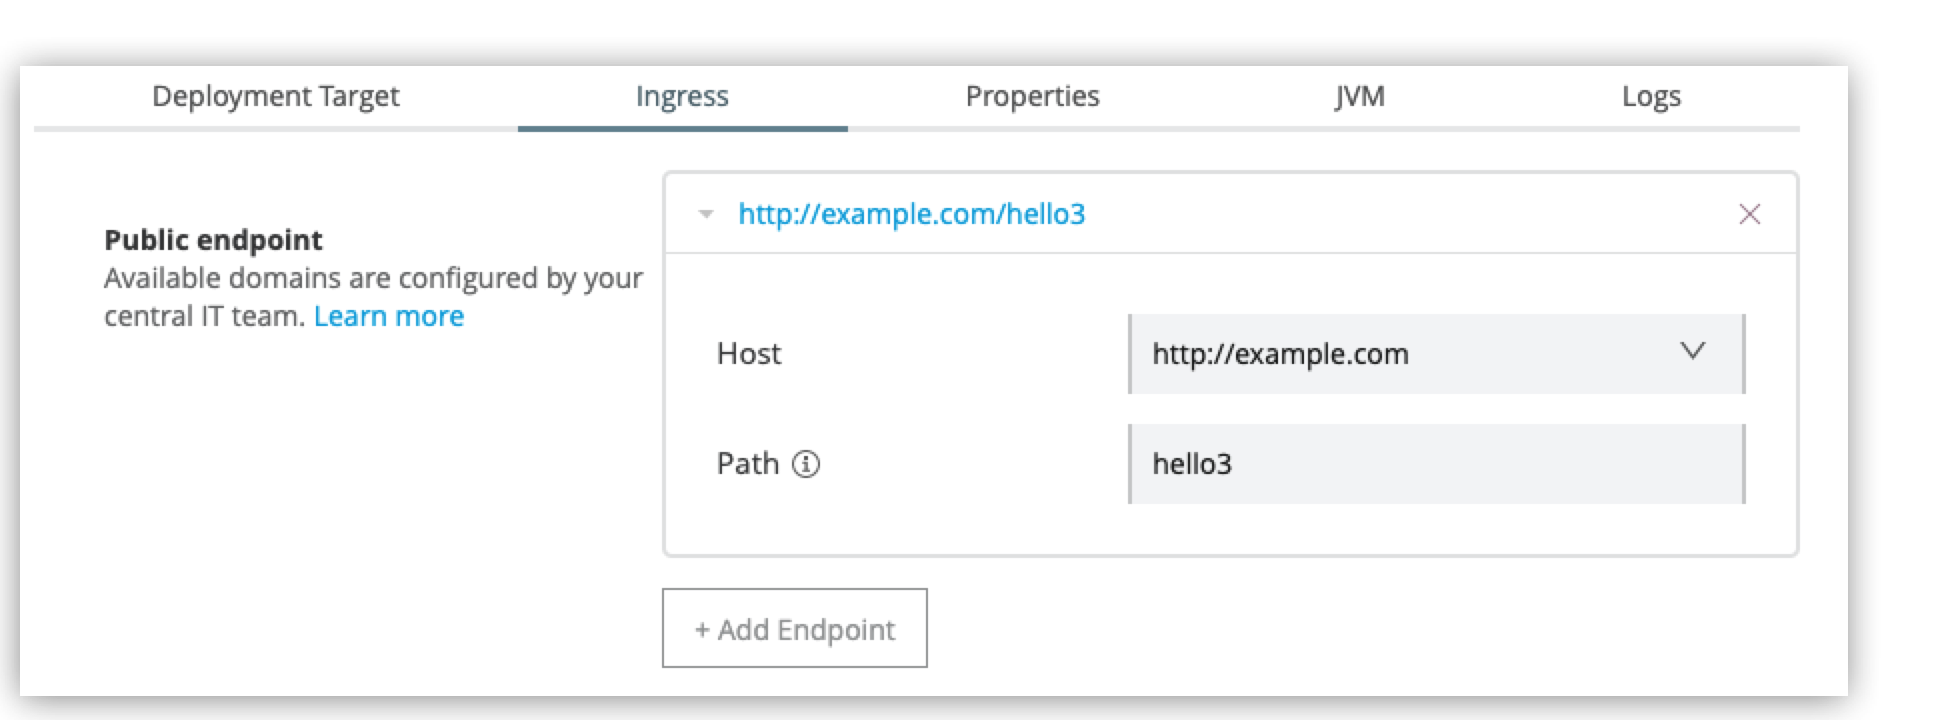 Deployment Target Ingress Properties JVM Logs
http://example.com/hello3
Public endpoint
Available domains are configured by your
central IT team. Learn more
Host http://example.com
Path hello3
+ Add Endpoint